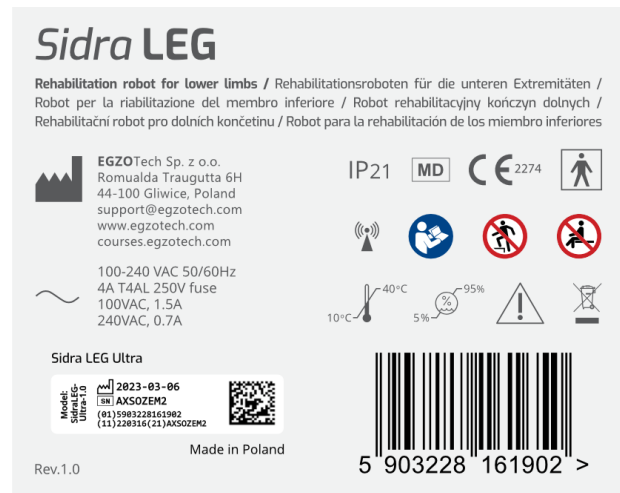 Sidra LEG
Rehabilitation robot for lower limbs / Rehabilitationsroboten für die unteren Extremitäten /
Robot per la riabilitazione del membro inferiore / Robot rehabilitacyjny kończyn dolnych /
Rehabilitační robot pro dolních končetinu / Robot para la rehabilitación de los miembro inferiores
EGZOTech Sp. z o.o.
Romualda Traugutta 6H
44-100 Gliwice, Poland
support@egzotech.com
www.egzotech.com
courses.egzotech.com
IP21 MD CE 2274
100-240 VAC 50/60Hz
4A T4AL 250V fuse
100VAC, 1.5A
240VAC, 0.7A
10°C 40°C 5% % 95%
Sidra LEG Ultra
Model:
SidraLEG-
Ultra-1.0
2023-03-06
SN AXSOZEM2
(01)5903228161902
(11)220316(21)AXSOZEM2
Made in Poland
Rev.1.0
5 903228 161902 >